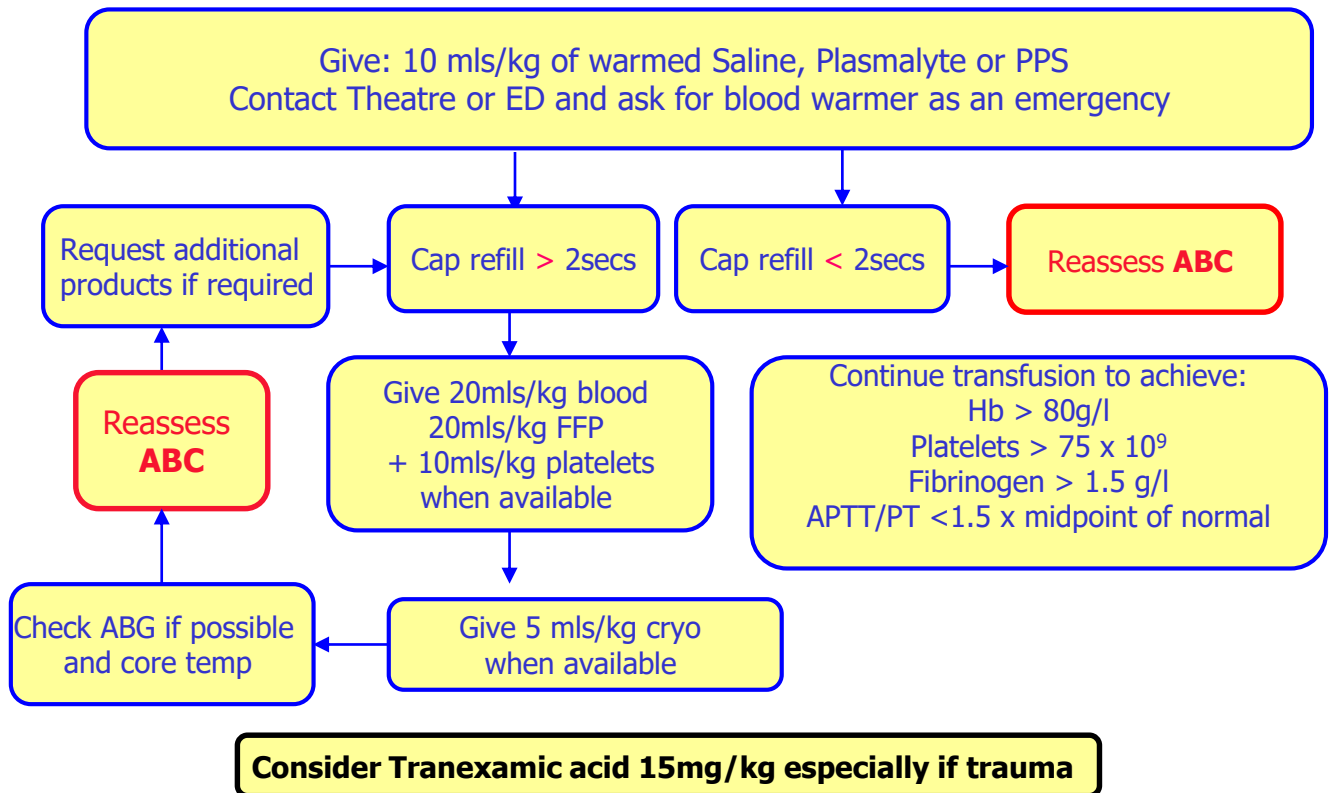 Give: 10 mls/kg of warmed Saline, Plasmalyte or PPS
Contact Theatre or ED and ask for blood warmer as an emergency
Request additional
products if required
Cap refill > 2secs
Cap refill < 2secs
Reassess ABC
Reassess
ABC
Give 20mls/kg blood
20mls/kg FFP
+ 10mls/kg platelets
when available
Continue transfusion to achieve:
Hb > 80g/l
Platelets > 75 x 10⁹
Fibrinogen > 1.5 g/l
APTT/PT <1.5 x midpoint of normal
Check ABG if possible
and core temp
Give 5 mls/kg cryo
when available
Consider Tranexamic acid 15mg/kg especially if trauma